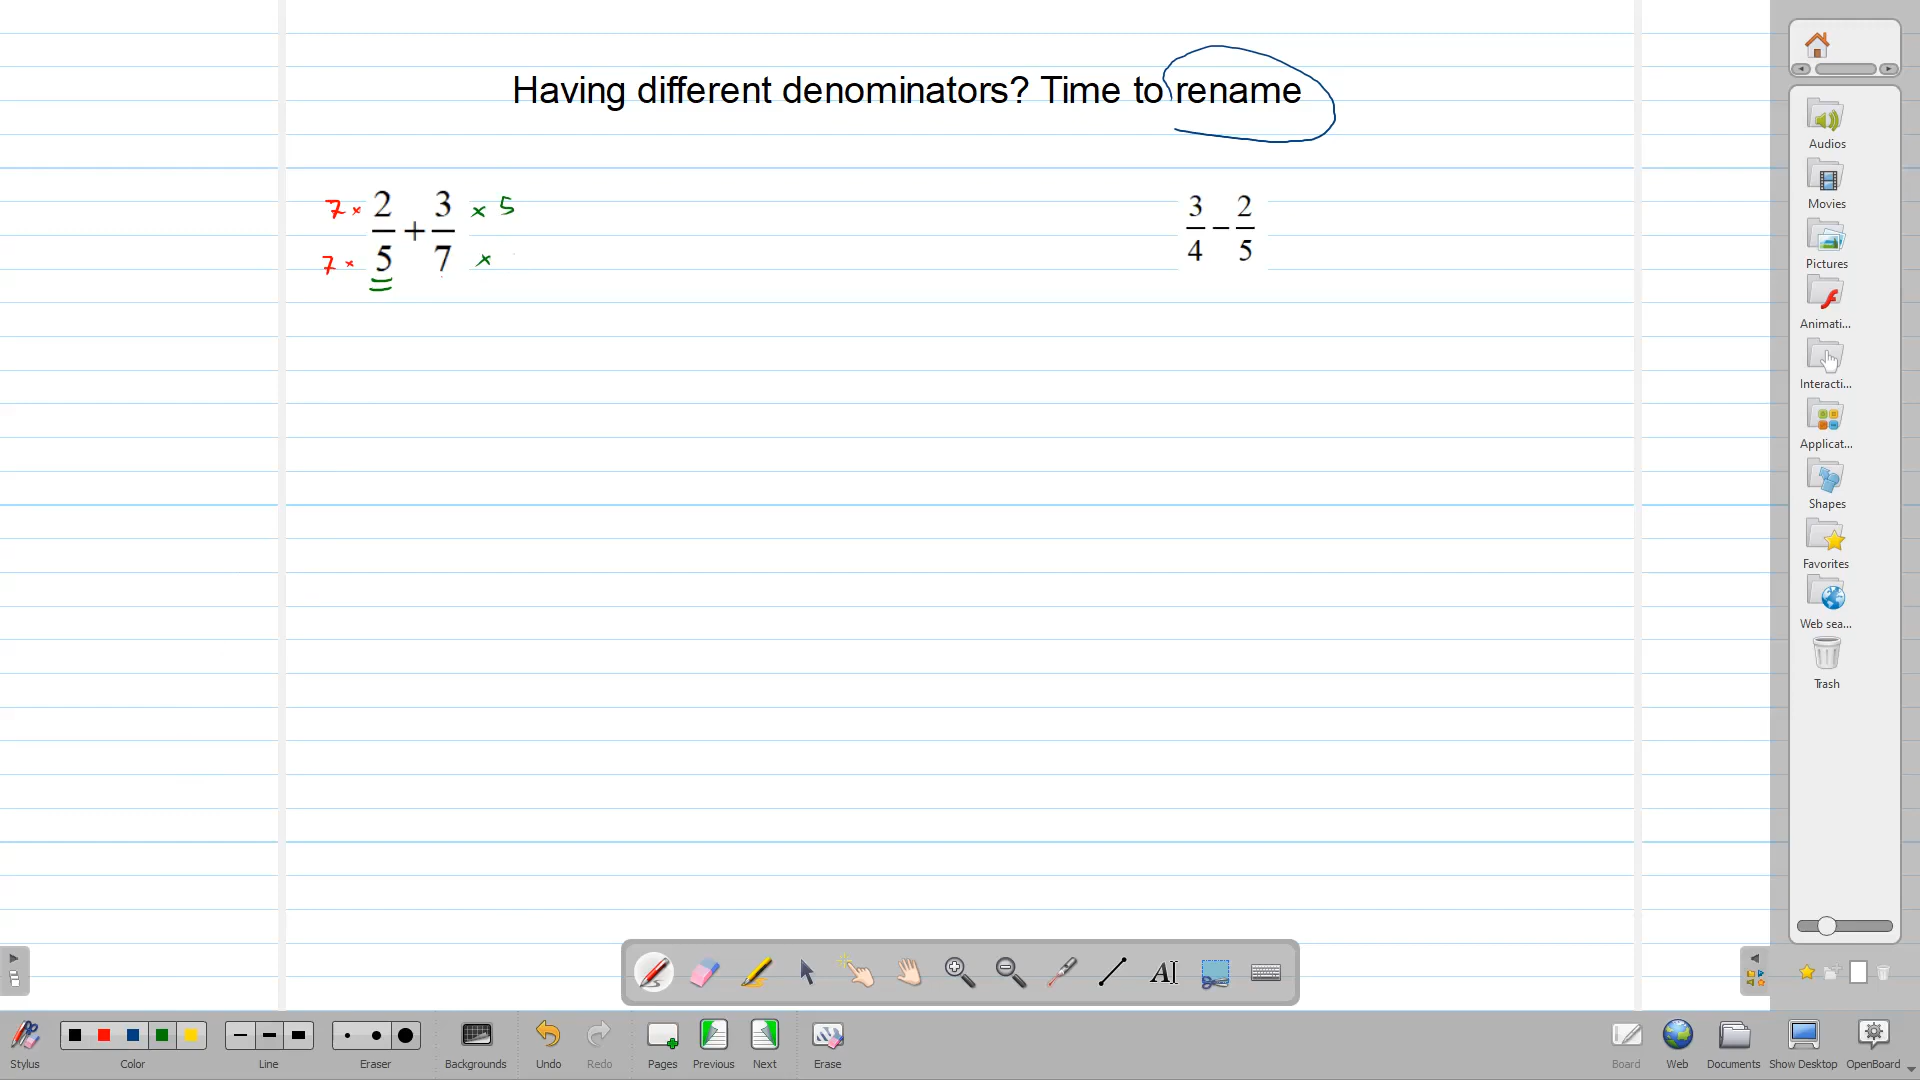 Having different denominators? Time to rename
7 × 2/5 + 3/7 × 5
7 × ×
3/4 − 2/5
Audios
Movies
Pictures
Animati...
Interacti...
Applicat...
Shapes
Favorites
Web sea...
Trash
Stylus
Color
Line
Eraser
Backgrounds
Undo
Redo
Pages
Previous
Next
Erase
Board
Web
Documents
Show Desktop
OpenBoard